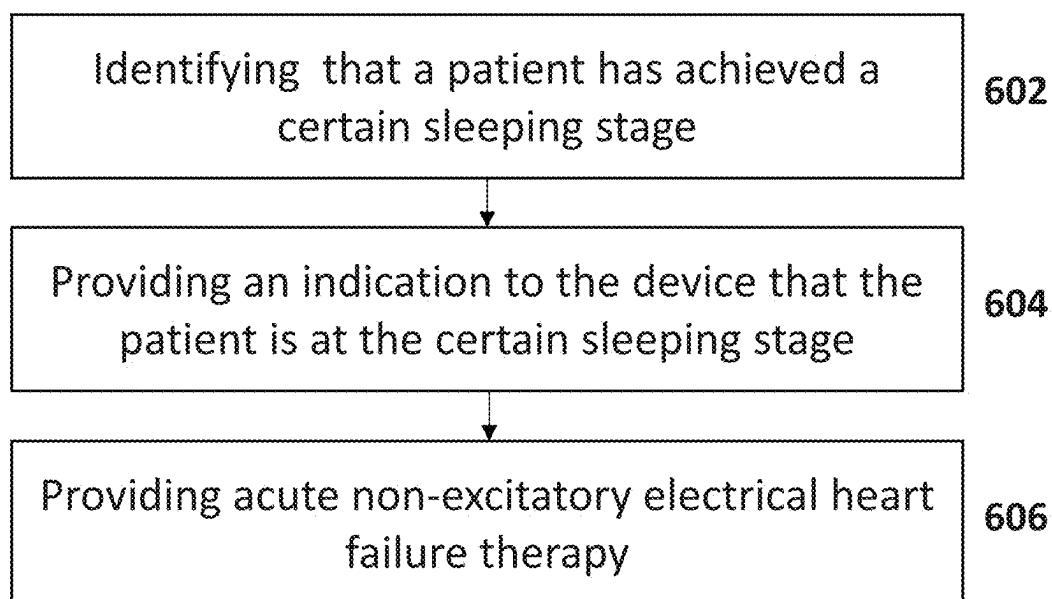 Identifying that a patient has achieved a
certain sleeping stage
602
Providing an indication to the device that the
patient is at the certain sleeping stage
604
Providing acute non-excitatory electrical heart
failure therapy
606